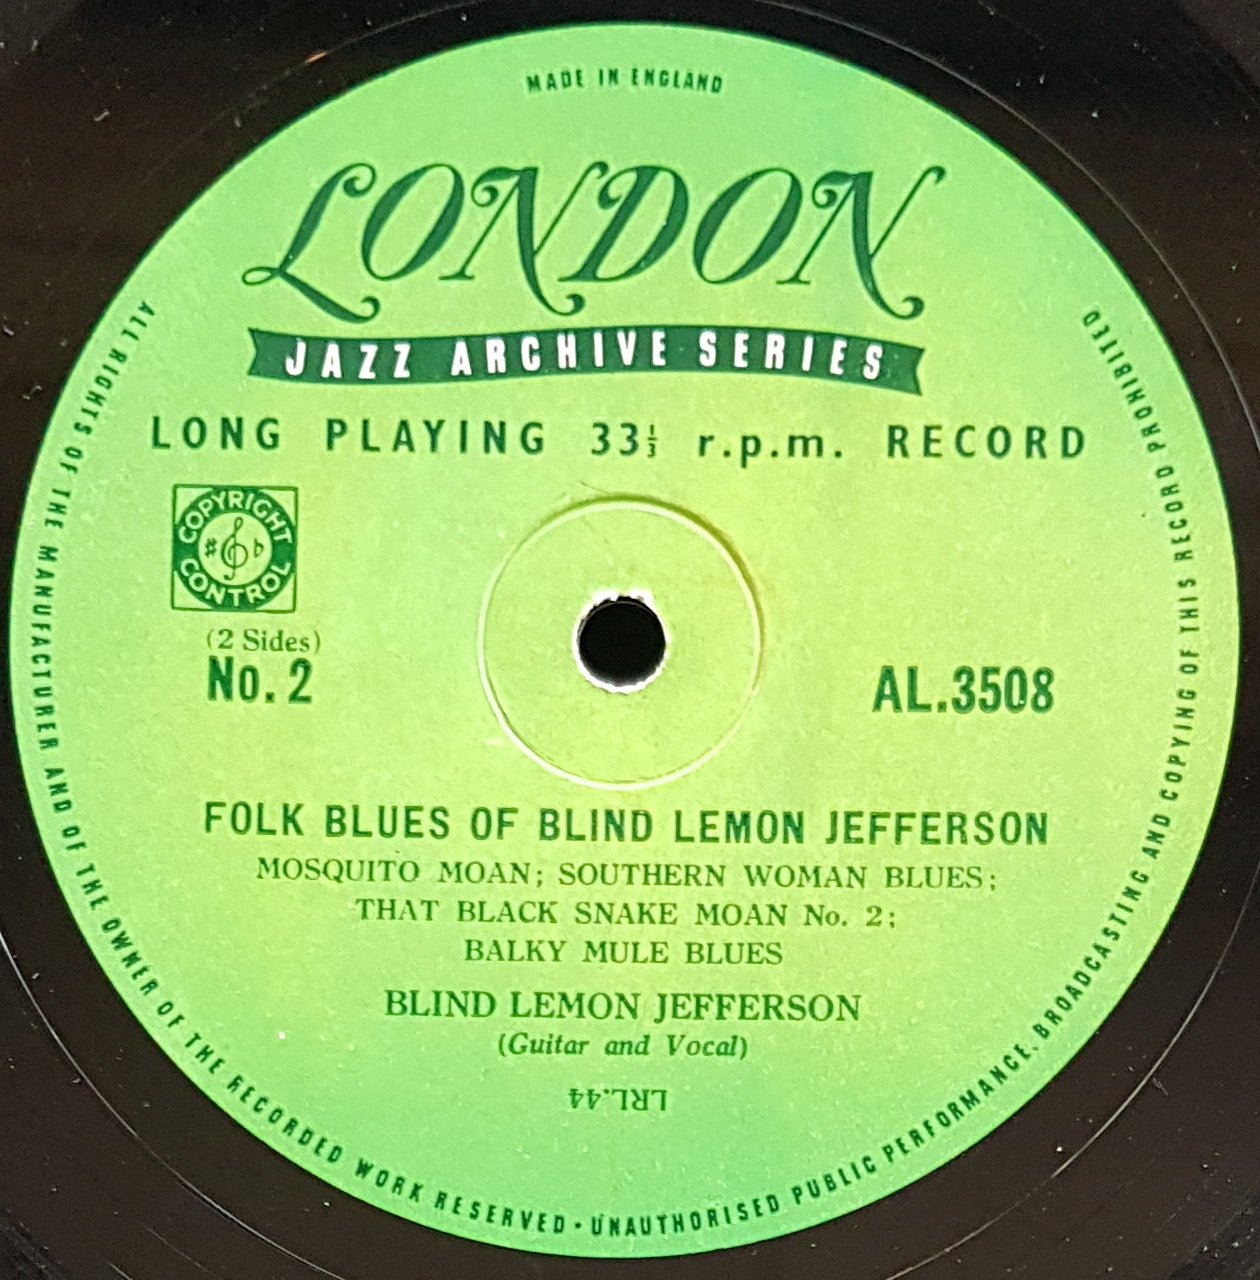 MADE IN ENGLAND
LONDON
JAZZ ARCHIVE SERIES
LONG PLAYING 33⅓ r.p.m. RECORD
COPYRIGHT
CONTROL
(2 Sides)
No. 2
AL.3508
FOLK BLUES OF BLIND LEMON JEFFERSON
MOSQUITO MOAN; SOUTHERN WOMAN BLUES;
THAT BLACK SNAKE MOAN No. 2;
BALKY MULE BLUES
BLIND LEMON JEFFERSON
(Guitar and Vocal)
LRL.44
ALL RIGHTS OF THE MANUFACTURER AND OF THE OWNER OF THE RECORDED WORK RESERVED · UNAUTHORISED PUBLIC PERFORMANCE, BROADCASTING AND COPYING OF THIS RECORD PROHIBITED